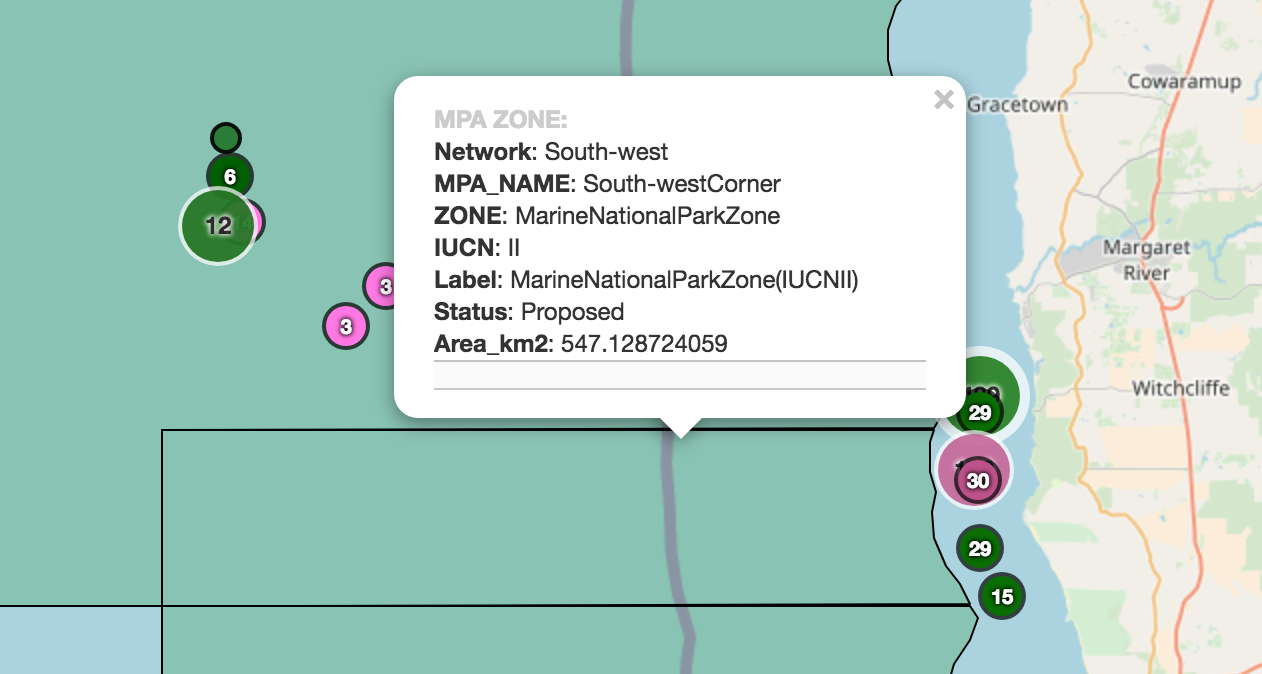 Cowaramup
Gracetown
MPA ZONE:
Network: South-west
MPA_NAME: South-westCorner
ZONE: MarineNationalParkZone
IUCN: II
Label: MarineNationalParkZone(IUCNII)
Status: Proposed
Area_km2: 547.128724059
6
12
3
3
Margaret
River
Witchcliffe
29
30
29
15